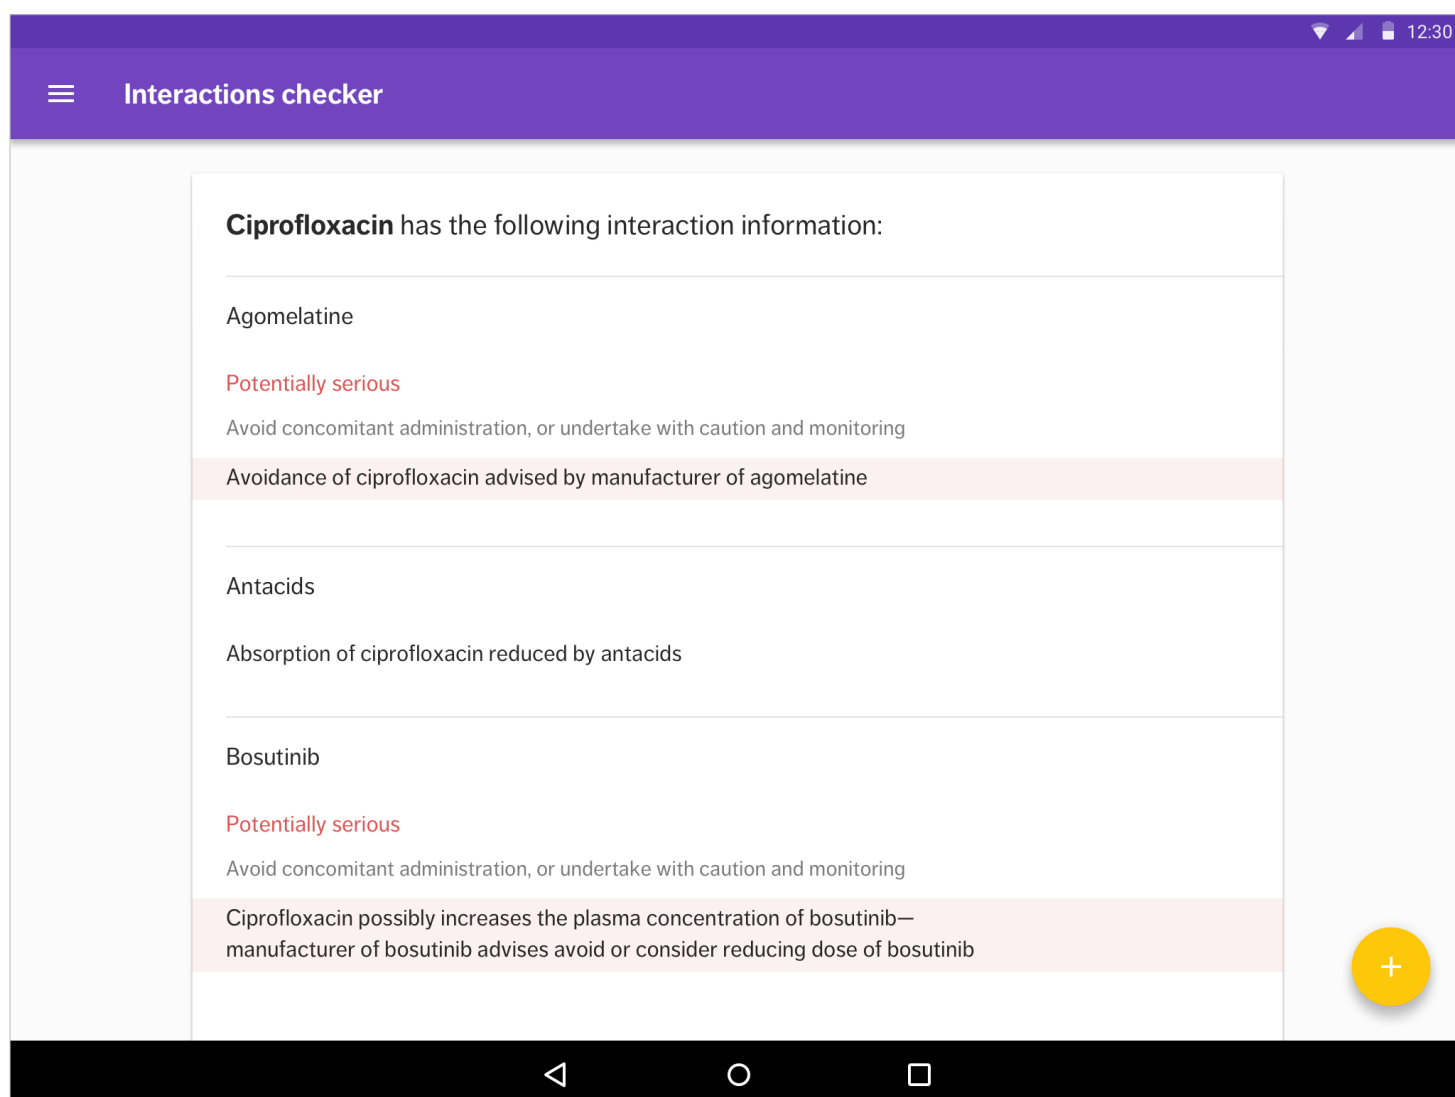 12:30
Interactions checker
Ciprofloxacin has the following interaction information:
Agomelatine
Potentially serious
Avoid concomitant administration, or undertake with caution and monitoring
Avoidance of ciprofloxacin advised by manufacturer of agomelatine
Antacids
Absorption of ciprofloxacin reduced by antacids
Bosutinib
Potentially serious
Avoid concomitant administration, or undertake with caution and monitoring
Ciprofloxacin possibly increases the plasma concentration of bosutinib—
manufacturer of bosutinib advises avoid or consider reducing dose of bosutinib